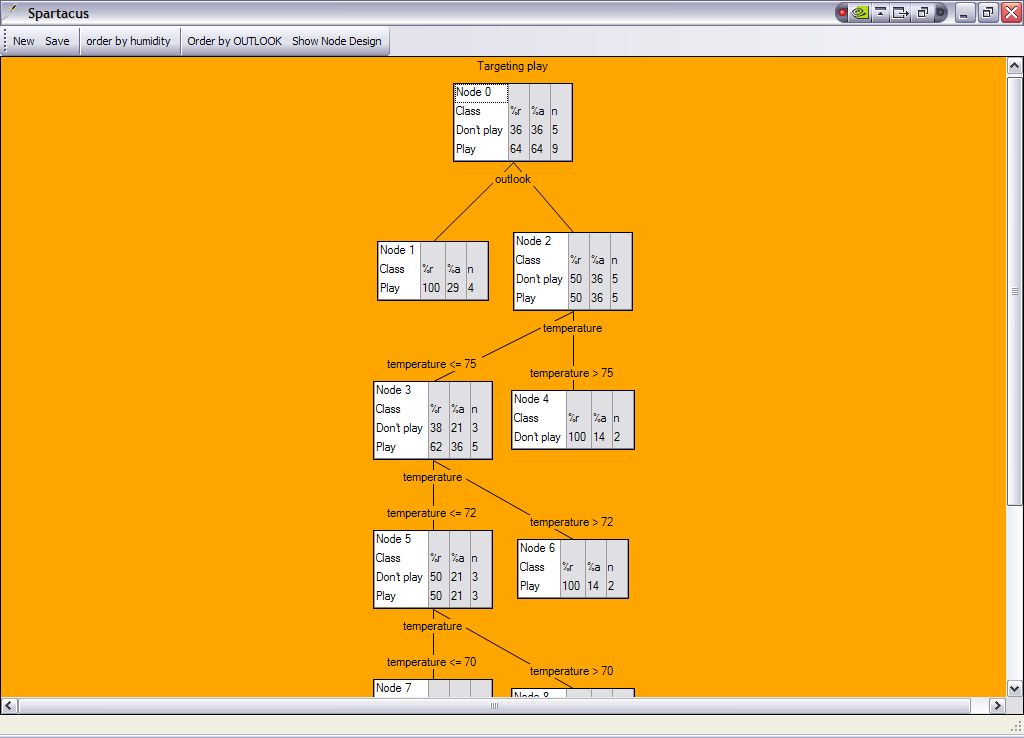 Spartacus
New Save order by humidity Order by OUTLOOK Show Node Design
Targeting play
Node 0
Class %r %a n
Don't play 36 36 5
Play 64 64 9
outlook
Node 1
Class %r %a n
Play 100 29 4
Node 2
Class %r %a n
Don't play 50 36 5
Play 50 36 5
temperature
temperature <= 75
temperature > 75
Node 3
Class %r %a n
Don't play 38 21 3
Play 62 36 5
Node 4
Class %r %a n
Don't play 100 14 2
temperature
temperature <= 72
temperature > 72
Node 5
Class %r %a n
Don't play 50 21 3
Play 50 21 3
Node 6
Class %r %a n
Play 100 14 2
temperature
temperature <= 70
temperature > 70
Node 7
Node 8